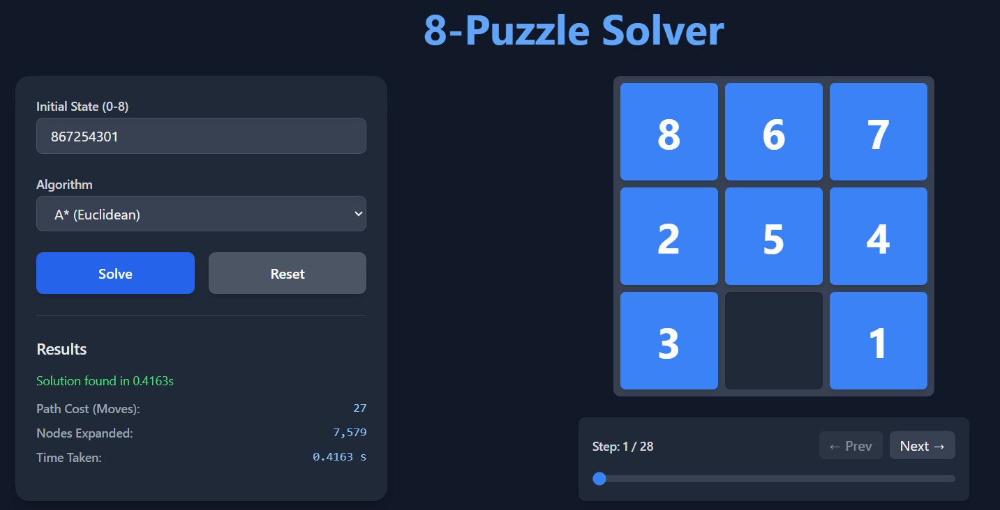 8-Puzzle Solver
Initial State (0-8)
867254301
Algorithm
A* (Euclidean)
Solve
Reset
Results
Solution found in 0.4163s
Path Cost (Moves): 27
Nodes Expanded: 7,579
Time Taken: 0.4163 s
8 6 7
2 5 4
3 1
Step: 1 / 28
← Prev
Next →